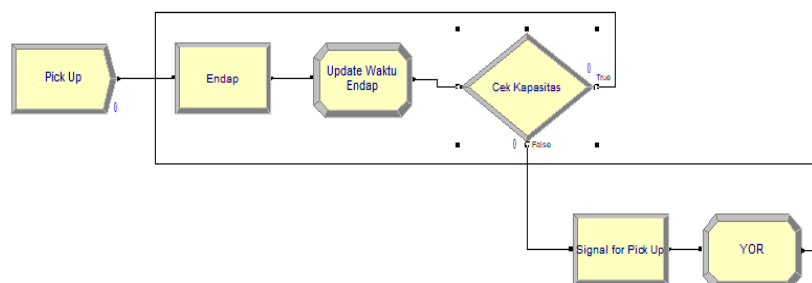 Pick Up
0
Endap
Update Waktu
Endap
Cek Kapasitas
0
True
0
False
Signal for Pick Up
YOR